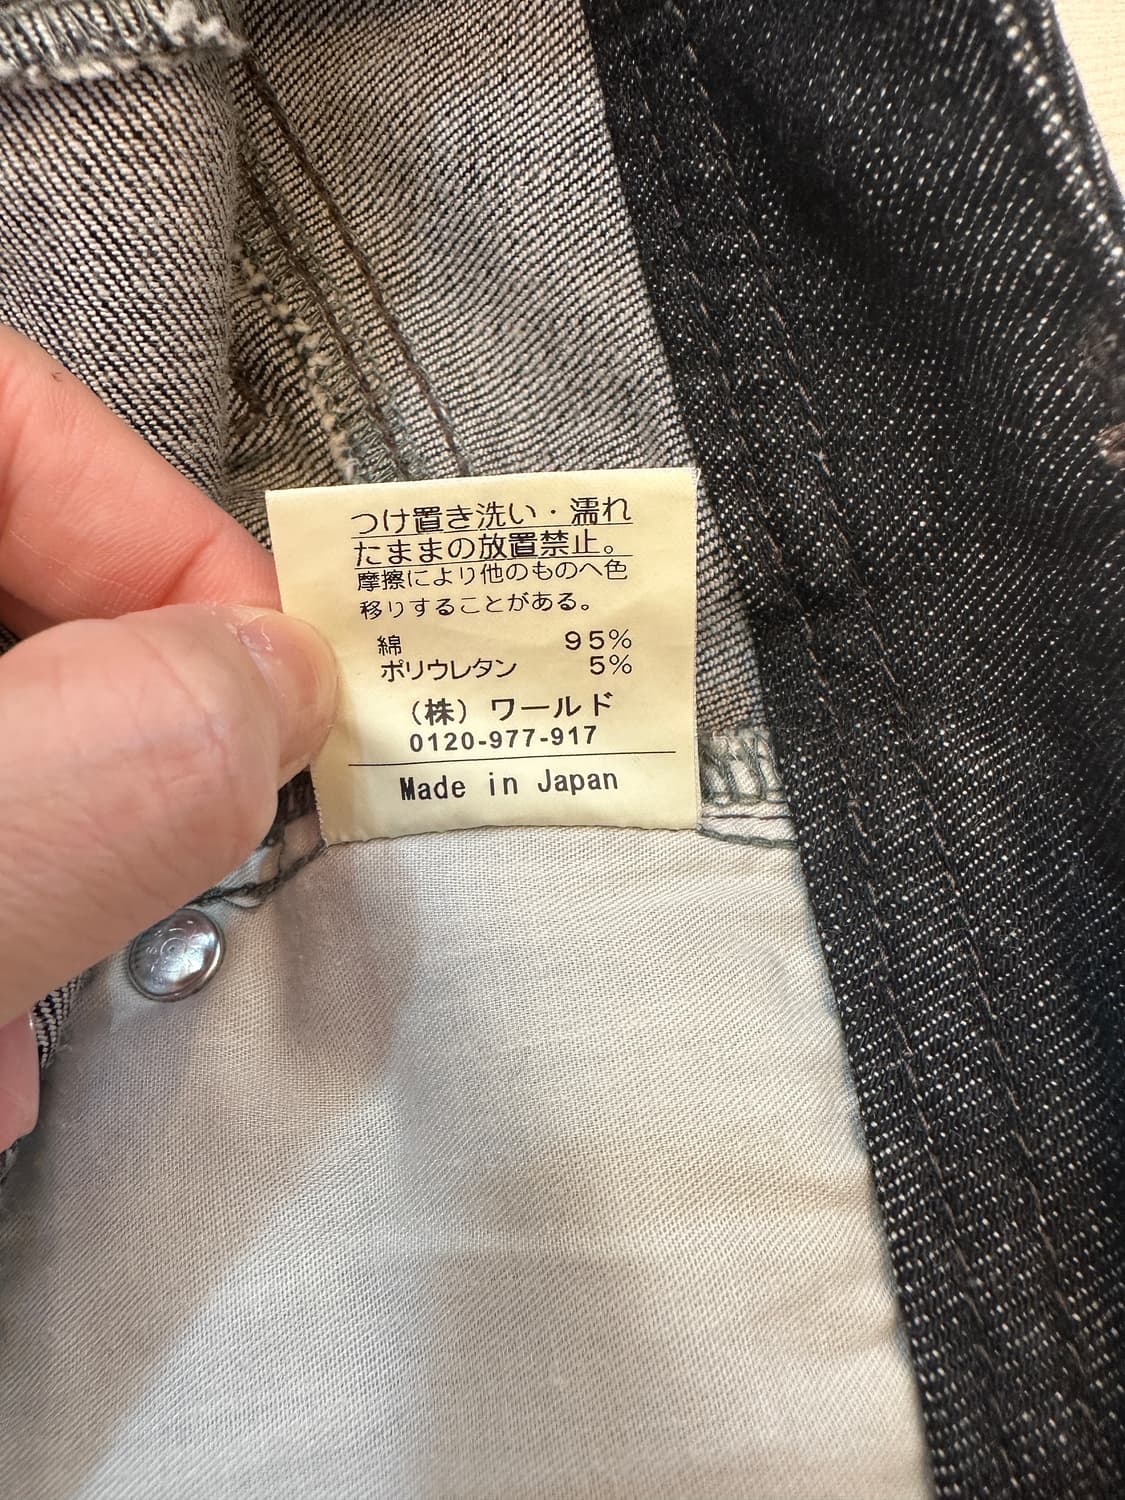 つけ置き洗い・濡れ
たままの放置禁止。
摩擦により他のものへ色
移りすることがある。
綿 95%
ポリウレタン 5%
(株) ワールド
0120-977-917
Made in Japan